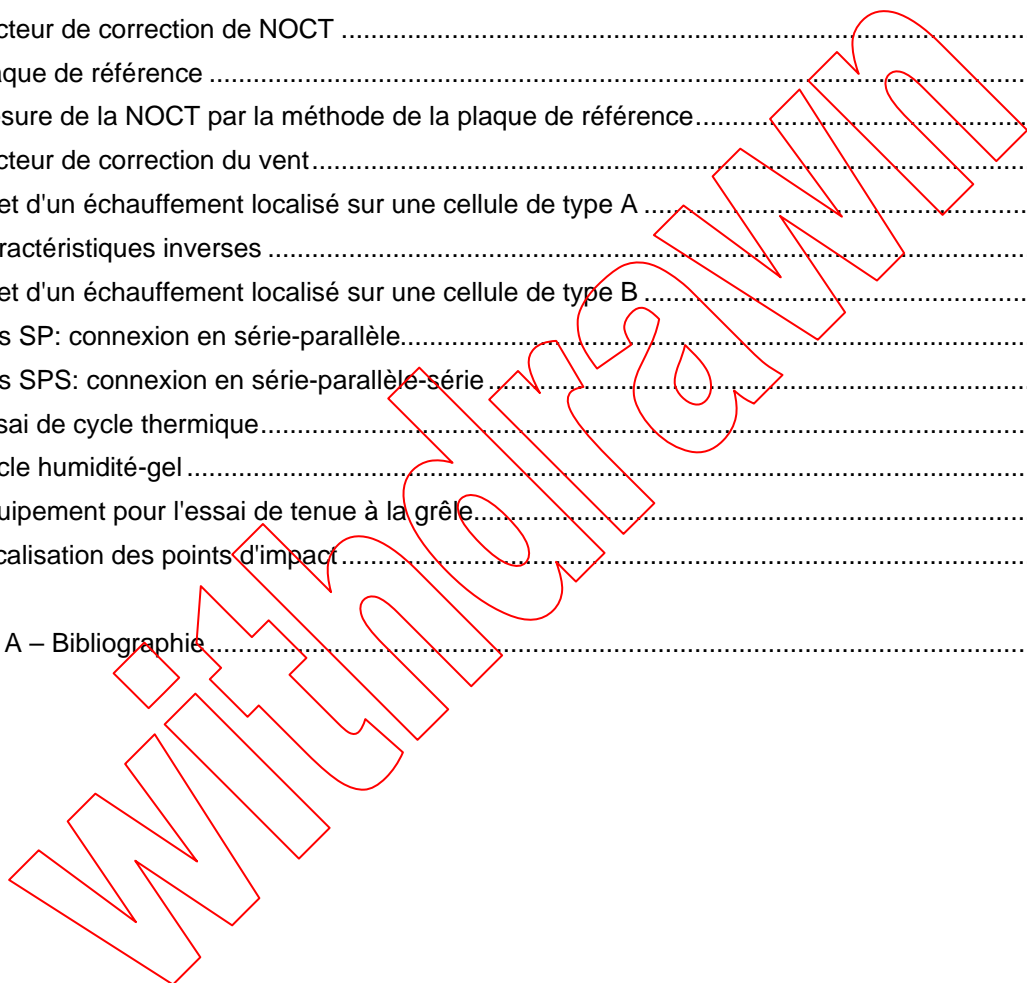 cteur de correction de NOCT ........................................................
aque de référence ........................................................
sure de la NOCT par la méthode de la plaque de référence........................................................
cteur de correction du vent........................................................
et d'un échauffement localisé sur une cellule de type A ........................................................
ractéristiques inverses ........................................................
et d'un échauffement localisé sur une cellule de type B ........................................................
s SP: connexion en série-parallèle........................................................
s SPS: connexion en série-parallèle-série ........................................................
sai de cycle thermique........................................................
cle humidité-gel ........................................................
uipement pour l'essai de tenue à la grêle........................................................
calisation des points d'impact ........................................................
A – Bibliographie........................................................
withdrawn